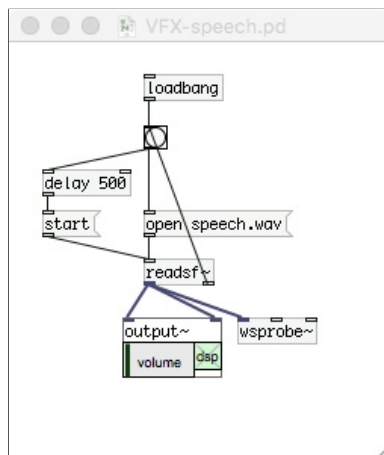 VFX-speech.pd
loadbang
delay 500
start
open speech.wav
readsf~
output~
wsprobe~
volume
dsp